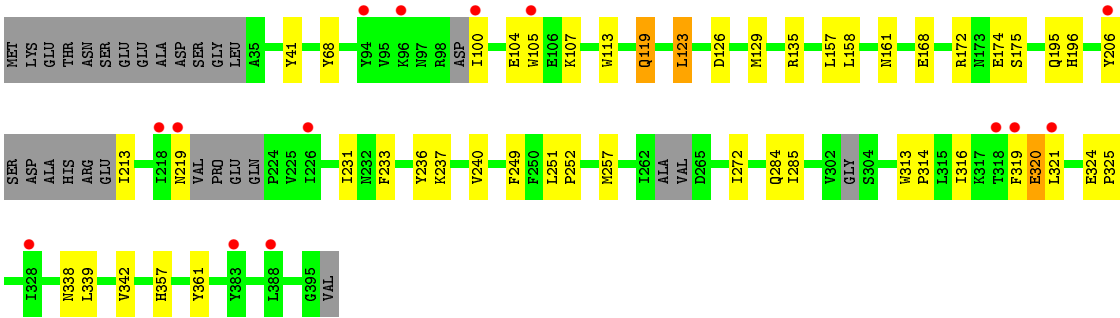 MET LYS GLU THR ASN SER GLU GLU ALA ASP SER GLY LEU A35 Y41 Y68 Y94 V95 K96 N97 R98 ASP I100 E104 W105 E106 K107 W113 Q119 L123 D126 M129 R135 L157 L158 N161 E168 R172 N173 E174 S175 Q195 H196 Y206
SER ASP ALA HIS ARG GLU I213 I218 N219 VAL PRO GLU GLN P224 V225 I226 I231 N232 F233 Y236 K237 V240 F249 F250 L251 P252 M257 I262 ALA VAL D265 I272 Q284 I285 V302 GLY S304 W313 P314 L315 I316 K317 T318 F319 E320 L321 E324 P325
I328 N338 L339 V342 H357 Y361 Y383 L388 G395 VAL